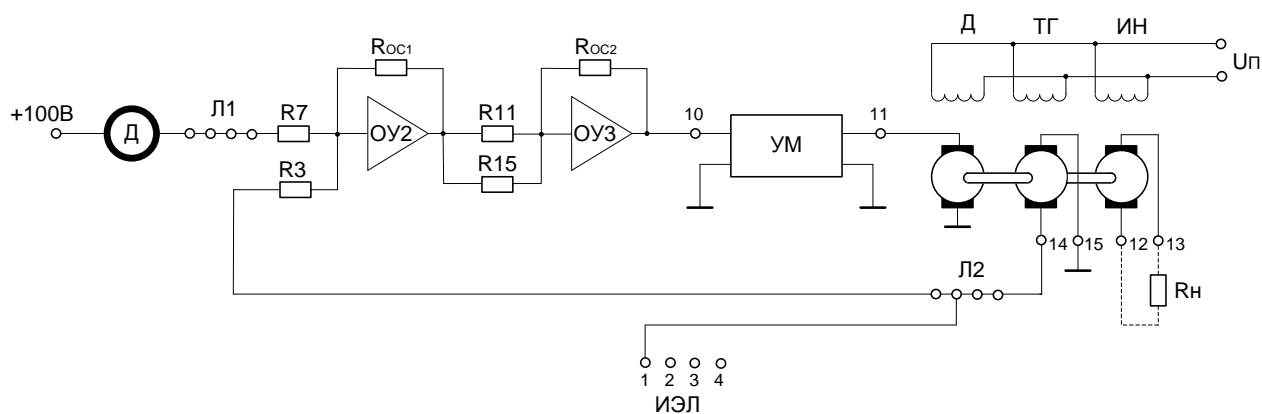 Д ТГ ИН
Uп
Rос1 Rос2
+100В Д Л1 R7 ОУ2 R11 ОУ3 10 УМ 11
R3 R15
14 15 12 13
Л2
Rн
1 2 3 4
ИЭЛ